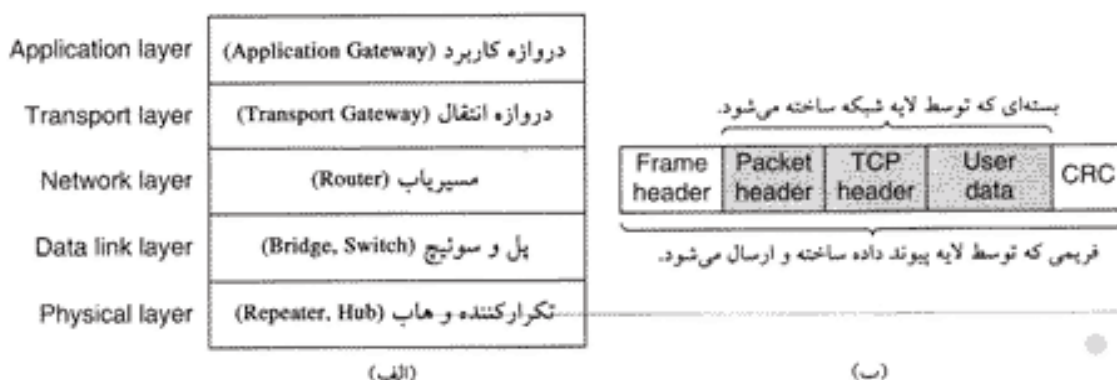 Application layer
دروازه کاربرد (Application Gateway)
Transport layer
دروازه انتقال (Transport Gateway)
Network layer
مسیریاب (Router)
Data link layer
پل و سوئیچ (Bridge, Switch)
Physical layer
تکرارکننده و هاب (Repeater, Hub)
(الف)
بسته‌ای که توسط لایه شبکه ساخته می‌شود.
Frame header
Packet header
TCP header
User data
CRC
فریمی که توسط لایه پیوند داده ساخته و ارسال می‌شود.
(ب)